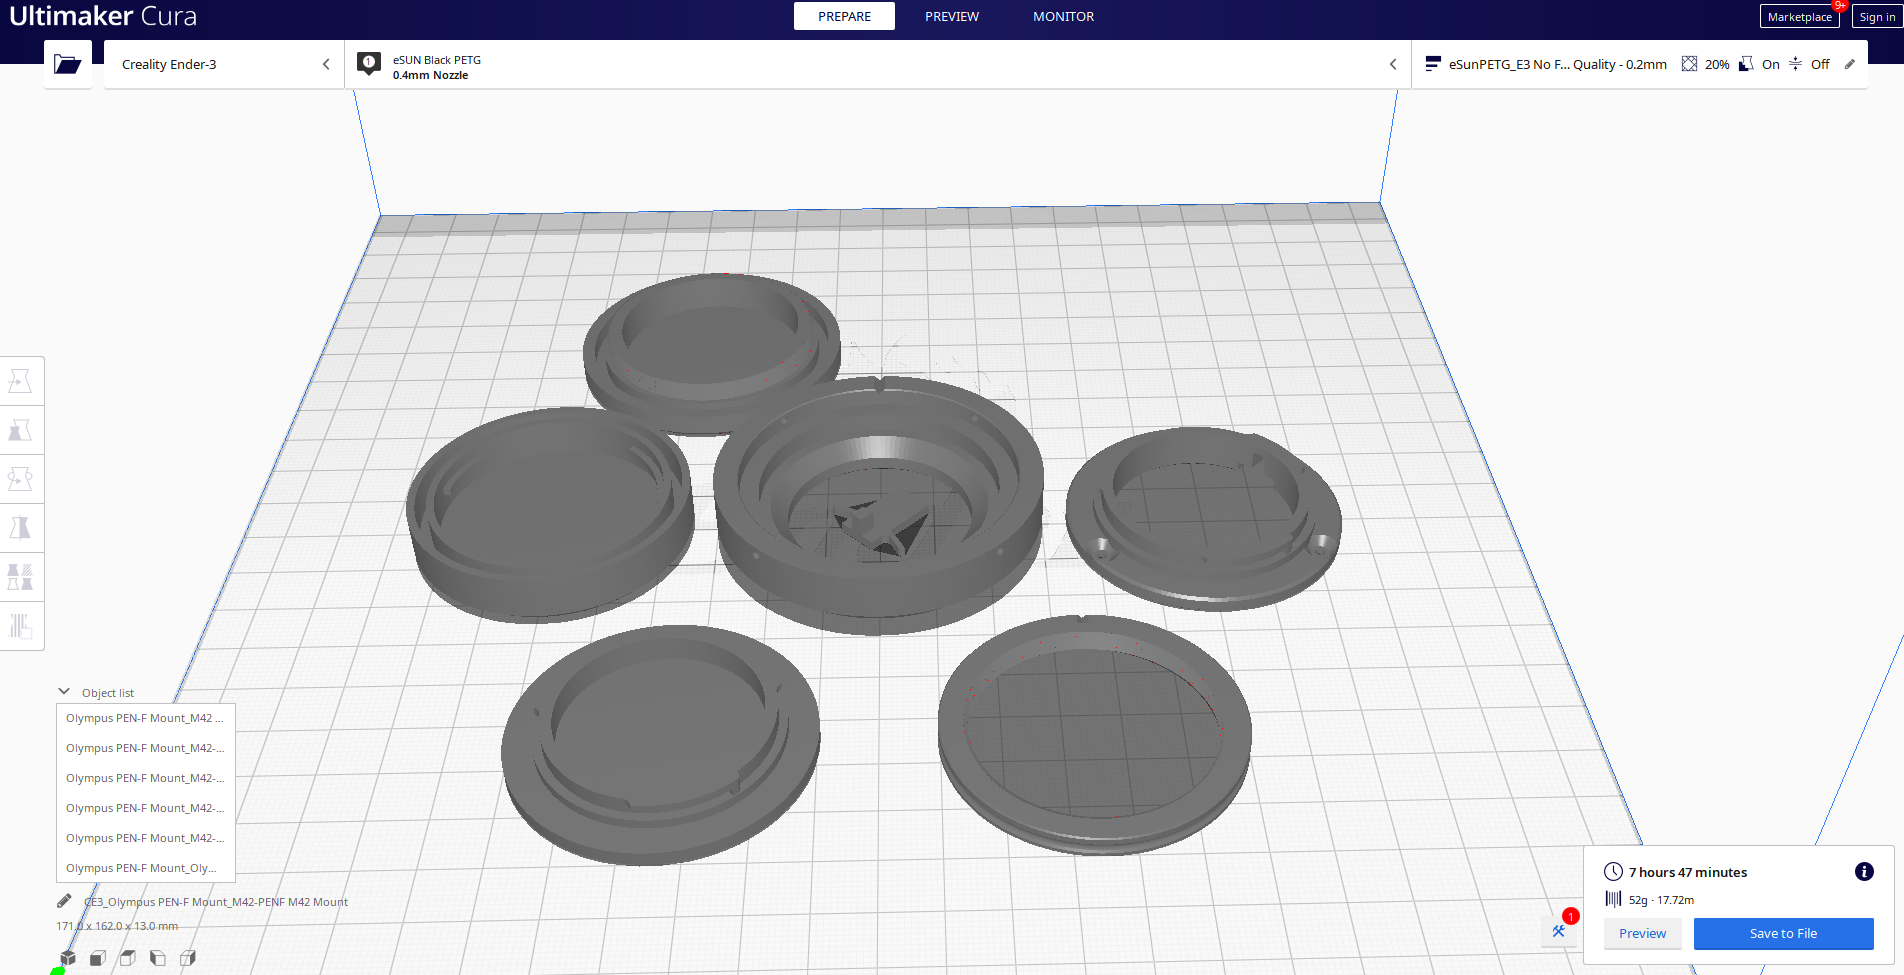 Ultimaker Cura
PREPARE
PREVIEW
MONITOR
Marketplace
9+
Sign in
Creality Ender-3
1
eSUN Black PETG
0.4mm Nozzle
eSunPETG_E3 No F... Quality - 0.2mm
20%
On
Off
Object list
Olympus PEN-F Mount_M42 ...
Olympus PEN-F Mount_M42-...
Olympus PEN-F Mount_M42-...
Olympus PEN-F Mount_M42-...
Olympus PEN-F Mount_M42-...
Olympus PEN-F Mount_Oly...
CE3_Olympus PEN-F Mount_M42-PENF M42 Mount
171.0 x 162.0 x 13.0 mm
7 hours 47 minutes
52g · 17.72m
1
Preview
Save to File